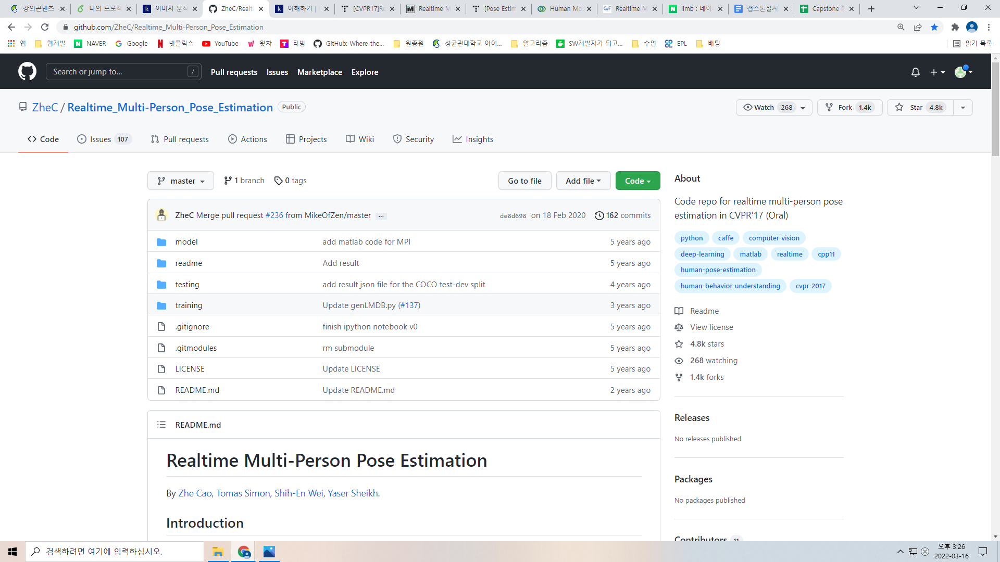 강의콘텐츠
나의 프로젝
이미지 분석
ZheC/Realti
이해하기 |
[CVPR17]Re
Realtime M
[Pose Estim
Human Mo
Realtime M
limb : 네이
캡스톤설계
Capstone P
github.com/ZheC/Realtime_Multi-Person_Pose_Estimation
앱
웹개발
NAVER
Google
넷플릭스
YouTube
왓챠
티빙
GitHub: Where the...
원종원
성균관대학교 아이...
알고리즘
SW개발자가 되고...
수업
EPL
배팅
읽기 목록
Search or jump to...
/
Pull requests
Issues
Marketplace
Explore
ZheC / Realtime_Multi-Person_Pose_Estimation
Public
Watch 268
Fork 1.4k
Star 4.8k
Code
Issues 107
Pull requests
Actions
Projects
Wiki
Security
Insights
master
1 branch
0 tags
Go to file
Add file
Code
ZheC Merge pull request #236 from MikeOfZen/master ...
de8d698 on 18 Feb 2020
162 commits
model add matlab code for MPI 5 years ago
readme Add result 5 years ago
testing add result json file for the COCO test-dev split 4 years ago
training Update genLMDB.py (#137) 3 years ago
.gitignore finish ipython notebook v0 5 years ago
.gitmodules rm submodule 5 years ago
LICENSE Update LICENSE 5 years ago
README.md Update README.md 2 years ago
README.md
Realtime Multi-Person Pose Estimation
By Zhe Cao, Tomas Simon, Shih-En Wei, Yaser Sheikh.
Introduction
About
Code repo for realtime multi-person pose
estimation in CVPR'17 (Oral)
python caffe computer-vision
deep-learning matlab realtime cpp11
human-pose-estimation
human-behavior-understanding cvpr-2017
Readme
View license
4.8k stars
268 watching
1.4k forks
Releases
No releases published
Packages
No packages published
Contributors 11
검색하려면 여기에 입력하십시오.
오후 3:26
2022-03-16